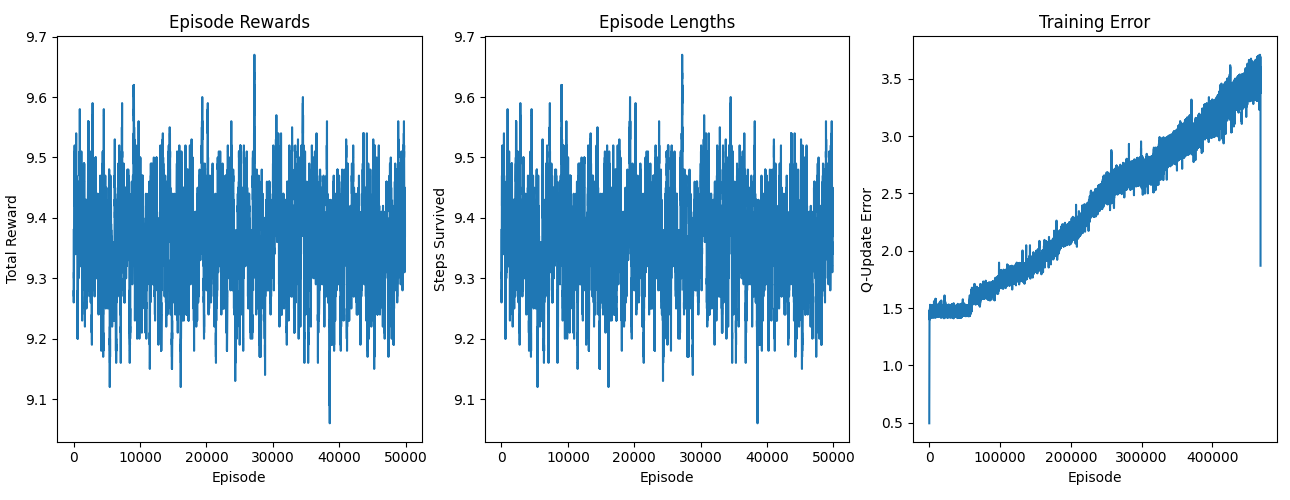 Episode Rewards
Total Reward
9.7
9.6
9.5
9.4
9.3
9.2
9.1
0 10000 20000 30000 40000 50000
Episode
Episode Lengths
Steps Survived
9.7
9.6
9.5
9.4
9.3
9.2
9.1
0 10000 20000 30000 40000 50000
Episode
Training Error
Q-Update Error
3.5
3.0
2.5
2.0
1.5
1.0
0.5
0 100000 200000 300000 400000
Episode